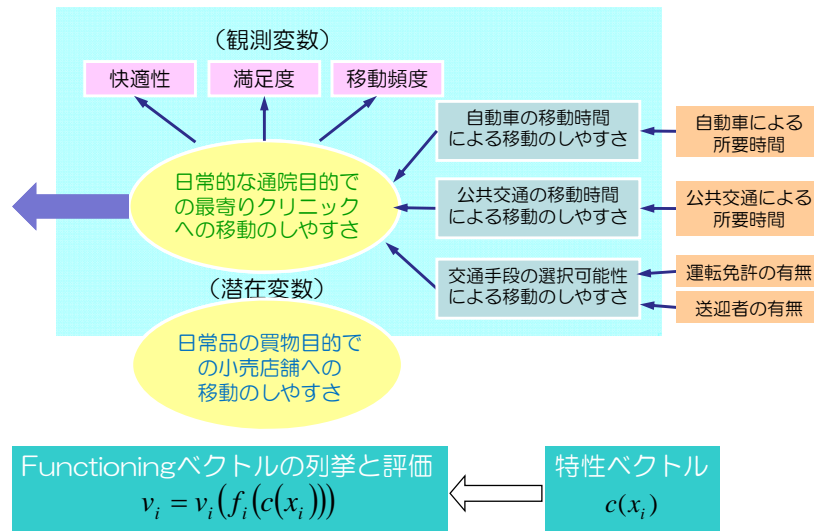 （観測変数）
快適性
満足度
移動頻度
自動車の移動時間
による移動のしやすさ
自動車による
所要時間
日常的な通院目的で
の最寄りクリニック
への移動のしやすさ
公共交通の移動時間
による移動のしやすさ
公共交通による
所要時間
交通手段の選択可能性
による移動のしやすさ
運転免許の有無
送迎者の有無
（潜在変数）
日常品の買物目的で
の小売店舗への
移動のしやすさ
Functioningベクトルの列挙と評価
v_i = v_i(f_i(c(x_i)))
特性ベクトル
c(x_i)